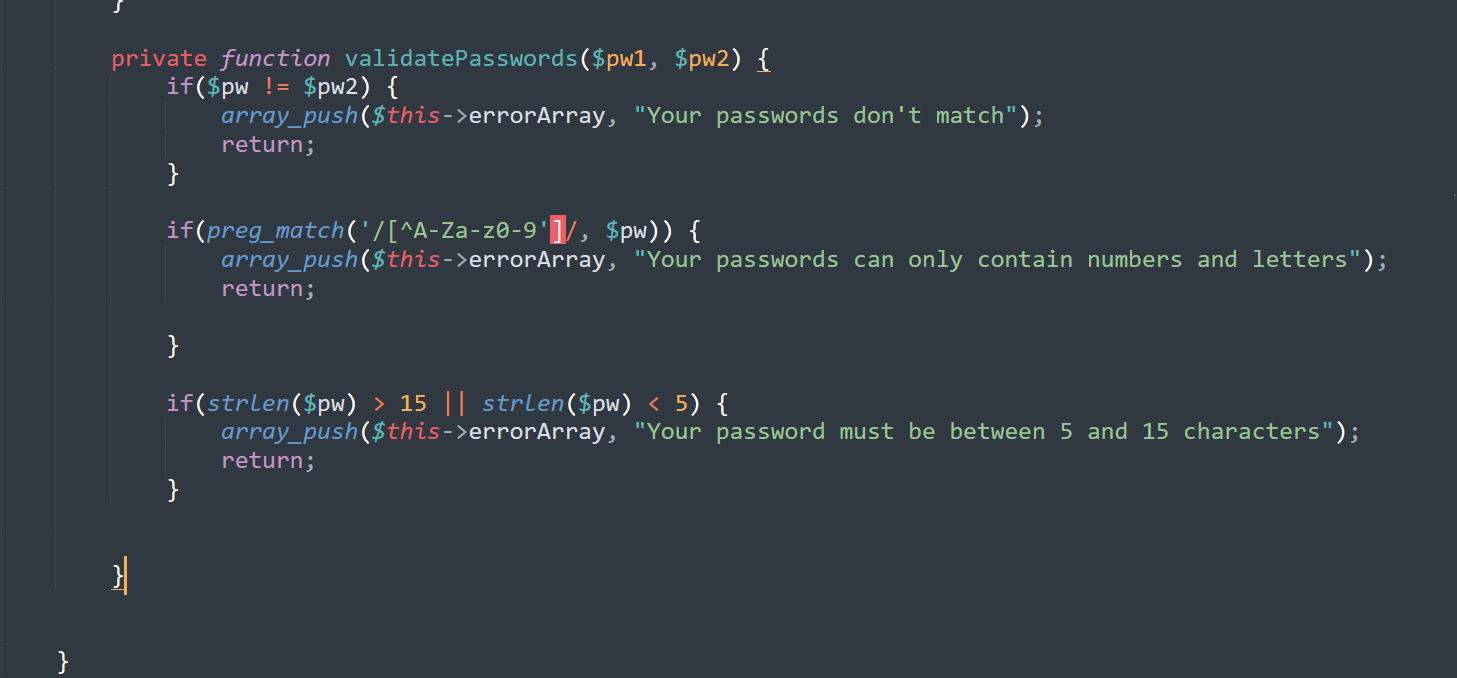 }
private function validatePasswords($pw1, $pw2) {
if($pw != $pw2) {
array_push($this->errorArray, "Your passwords don't match");
return;
}
if(preg_match('/[^A-Za-z0-9']/, $pw)) {
array_push($this->errorArray, "Your passwords can only contain numbers and letters");
return;
}
if(strlen($pw) > 15 || strlen($pw) < 5) {
array_push($this->errorArray, "Your password must be between 5 and 15 characters");
return;
}
}
}